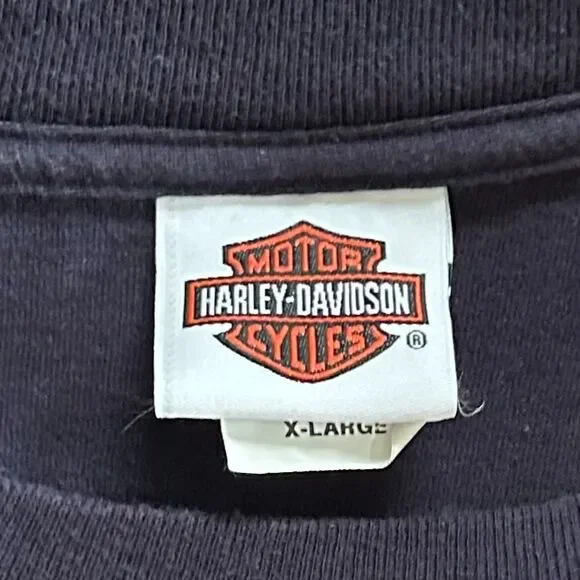 MOTOR
HARLEY-DAVIDSON
CYCLES
®
X-LARGE